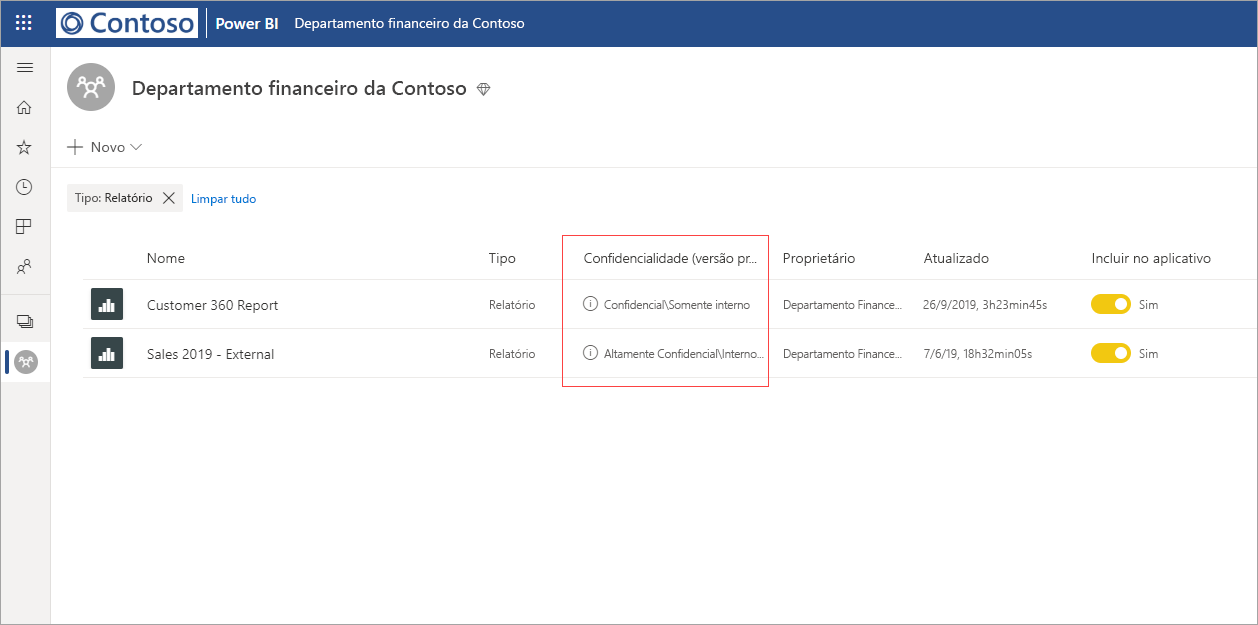 Contoso Power BI Departamento financeiro da Contoso
Departamento financeiro da Contoso
Novo
Tipo: Relatório Limpar tudo
Nome Tipo Confidencialidade (versão pr... Proprietário Atualizado Incluir no aplicativo
Customer 360 Report Relatório Confidencial\Somente interno Departamento Finance... 26/9/2019, 3h23min45s Sim
Sales 2019 - External Relatório Altamente Confidencial\Interno... Departamento Finance... 7/6/19, 18h32min05s Sim